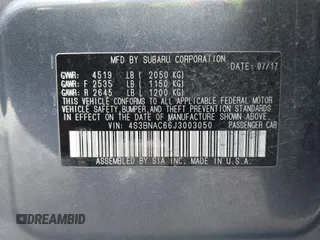 MFD BY SUBARU CORPORATION
GVWR: 4519 LB ( 2050 KG) DATE: 07/17
GAWR: F 2535 LB ( 1150 KG)
GAWR: R 2645 LB ( 1200 KG)
THIS VEHICLE CONFORMS TO ALL APPLICABLE FEDERAL MOTOR
VEHICLE SAFETY, BUMPER, AND THEFT PREVENTION STANDARDS
IN EFFECT ON THE DATE OF MANUFACTURE SHOWN ABOVE.
VIN: 4S3BNAC66J3003050 PASSENGER CAR
ASSEMBLED BY SIA INC. MADE IN U.S.A.
DREAMBID